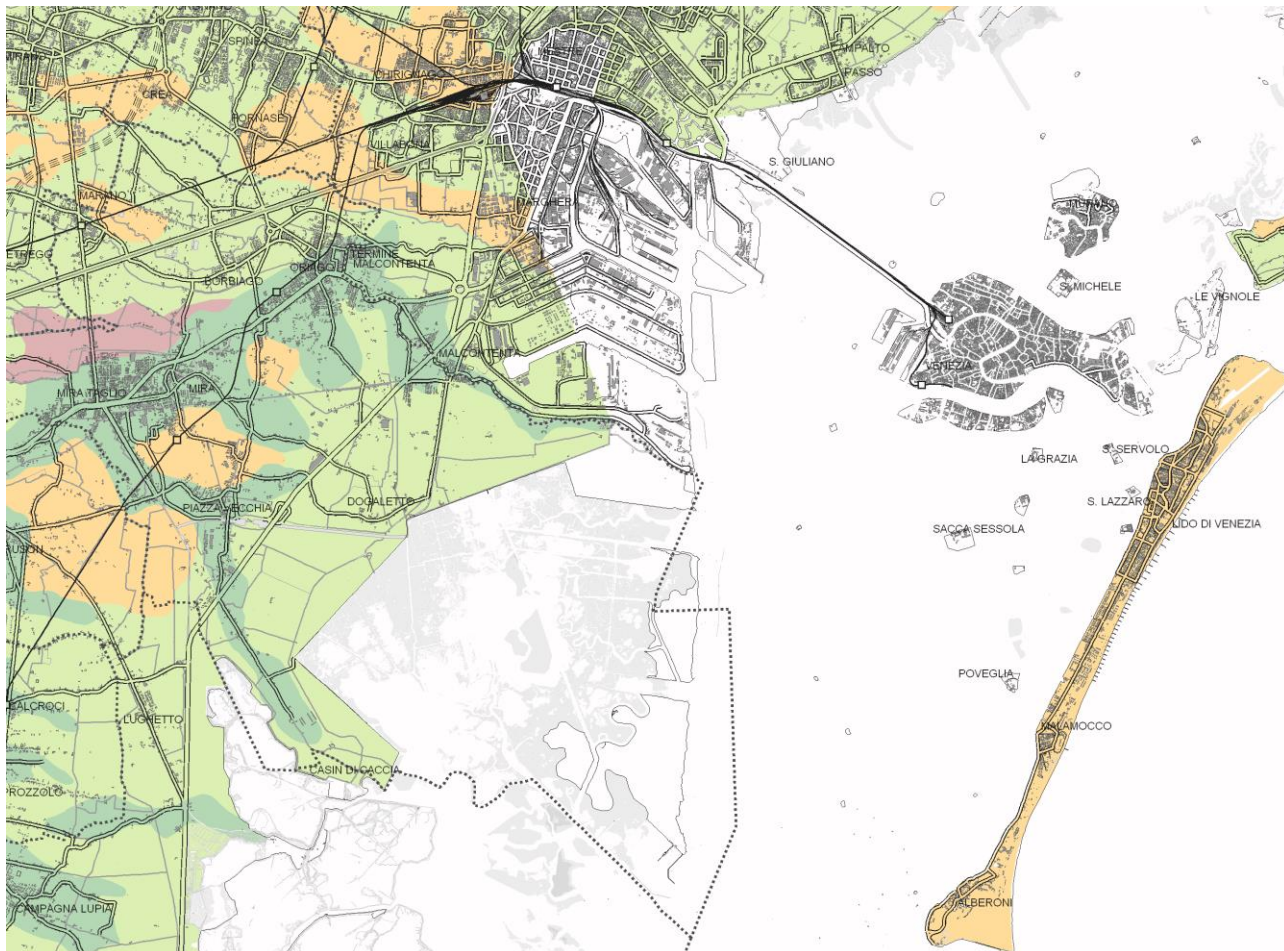 SPINEA
CAMPALTO
PASSO
CHIRIGNAGO
CREA
FORNASE
VILLABONA
S. GIULIANO
MARANO
MARGHERA
MURANO
ETREGO
TERMINE
MALCONTENTA
ORIAGO
BORBIAGO
S. MICHELE
LE VIGNOLE
MALCONTENTA
VENEZIA
MIRA TAGLIO
MIRA
S. SERVOLO
LA GRAZIA
PIAZZA VECCHIA
DOGALETTO
S. LAZZARO
LIDO DI VENEZIA
SACCA SESSOLA
POVEGLIA
LUGHETTO
MALAMOCCO
CASIN DI CACCIA
PROZZOLO
CAMPAGNA LUPIA
ALBERONI